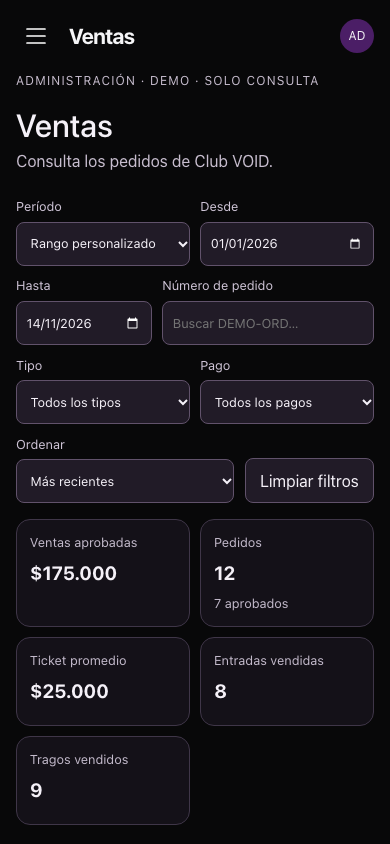 Ventas
AD
ADMINISTRACIÓN · DEMO · SOLO CONSULTA
Ventas
Consulta los pedidos de Club VOID.
Período
Desde
Rango personalizado
01/01/2026
Hasta
Número de pedido
14/11/2026
Buscar DEMO-ORD...
Tipo
Pago
Todos los tipos
Todos los pagos
Ordenar
Más recientes
Limpiar filtros
Ventas aprobadas
$175.000
Pedidos
12
7 aprobados
Ticket promedio
$25.000
Entradas vendidas
8
Tragos vendidos
9